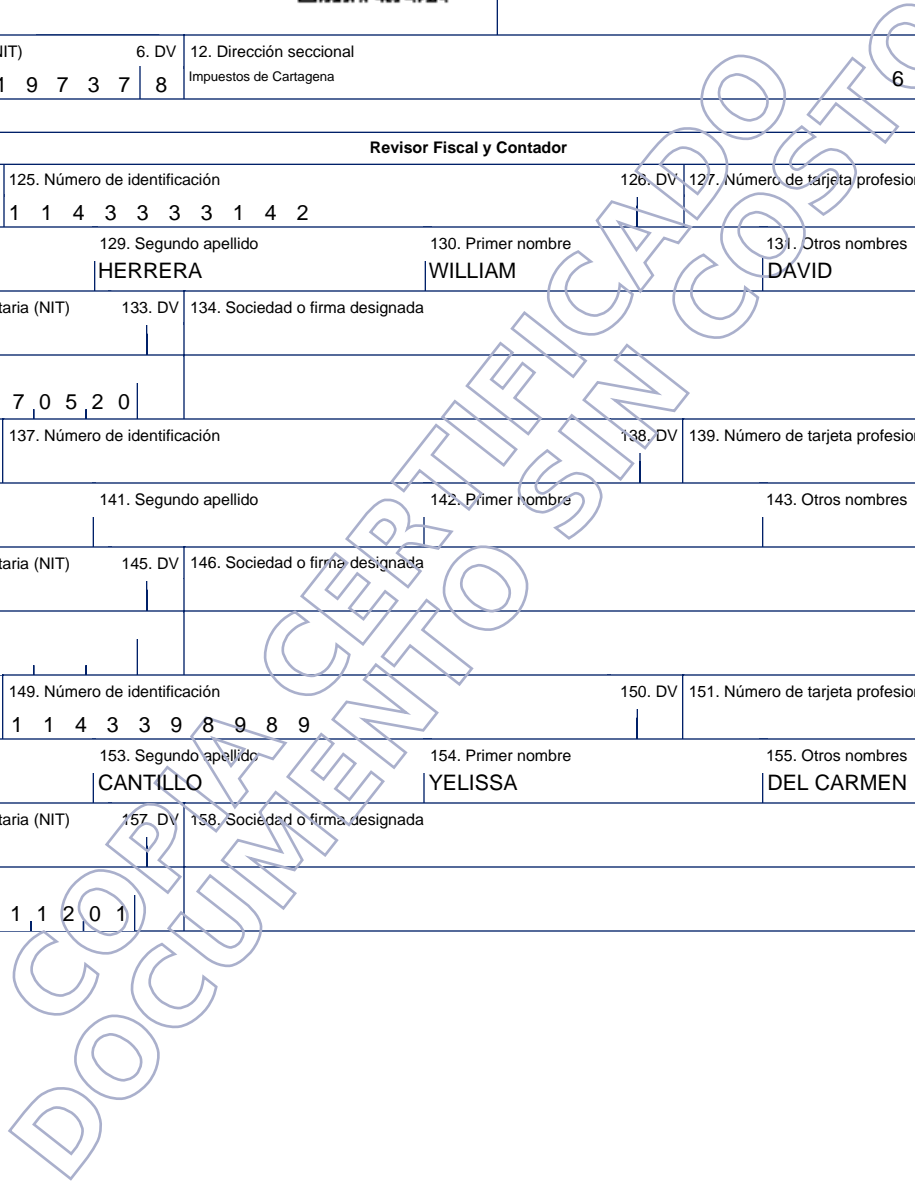 NIT) 6. DV 12. Dirección seccional
1 9 7 3 7 8 Impuestos de Cartagena 6
Revisor Fiscal y Contador
125. Número de identificación 126. DV 127. Número de tarjeta profesion
1 1 4 3 3 3 3 1 4 2
129. Segundo apellido 130. Primer nombre 131. Otros nombres
HERRERA WILLIAM DAVID
taria (NIT) 133. DV 134. Sociedad o firma designada
7 0 5 2 0
137. Número de identificación 138. DV 139. Número de tarjeta profesion
141. Segundo apellido 142. Primer nombre 143. Otros nombres
taria (NIT) 145. DV 146. Sociedad o firma designada
149. Número de identificación 150. DV 151. Número de tarjeta profesion
1 1 4 3 3 9 8 9 8 9
153. Segundo apellido 154. Primer nombre 155. Otros nombres
CANTILLO YELISSA DEL CARMEN
taria (NIT) 157. DV 158. Sociedad o firma designada
1 1 2 0 1
COPIA CERTIFICADO
DOCUMENTO SIN COSTO